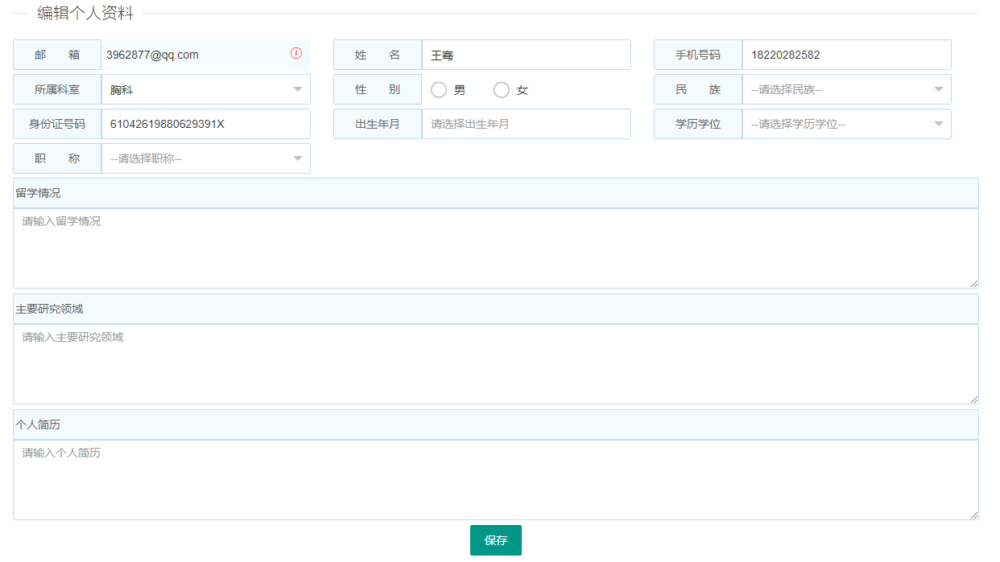 编辑个人资料
邮 箱 3962877@qq.com 姓 名 王骞 手机号码 18220282582
所属科室 胸科 性 别 男 女 民 族 --请选择民族--
身份证号码 61042619880629391X 出生年月 请选择出生年月 学历学位 --请选择学历学位--
职 称 --请选择职称--
留学情况
请输入留学情况
主要研究领域
请输入主要研究领域
个人简历
请输入个人简历
保存